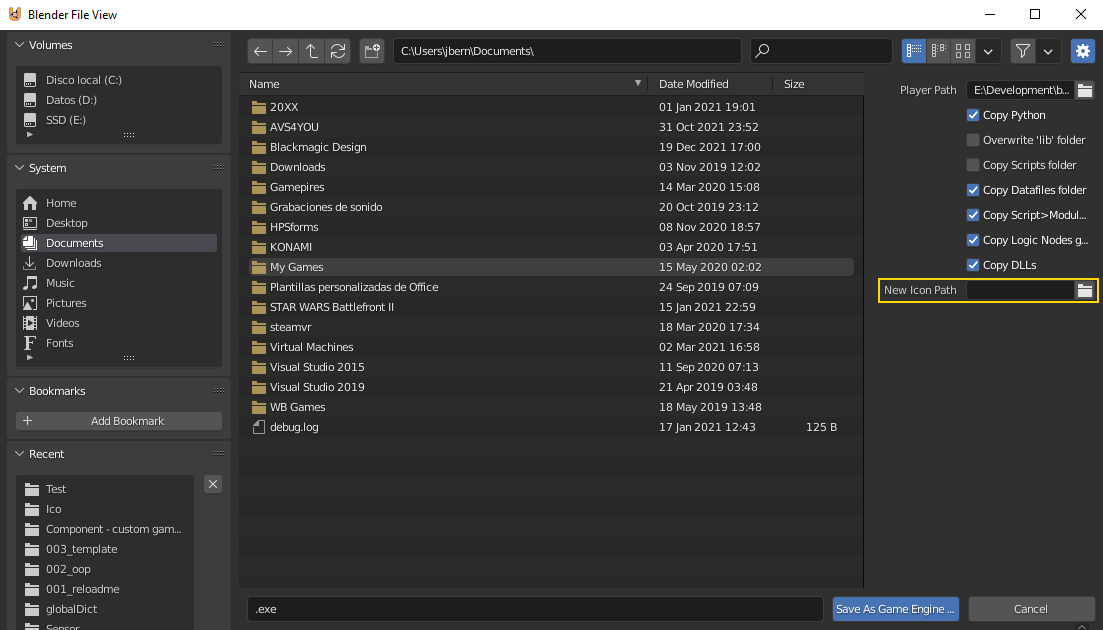 Blender File View
Volumes
Disco local (C:)
Datos (D:)
SSD (E:)
System
Home
Desktop
Documents
Downloads
Music
Pictures
Videos
Fonts
Bookmarks
Add Bookmark
Recent
Test
Ico
Component - custom gam...
003_template
002_oop
001_reloadme
globalDict
Sensor
C:\Users\jbern\Documents\
Name Date Modified Size
20XX 01 Jan 2021 19:01
AVS4YOU 31 Oct 2021 23:52
Blackmagic Design 19 Dec 2021 17:00
Downloads 03 Nov 2019 12:02
Gamepires 14 Mar 2020 15:08
Grabaciones de sonido 20 Oct 2019 23:12
HPSforms 08 Nov 2020 18:57
KONAMI 03 Apr 2020 17:51
My Games 15 May 2020 02:02
Plantillas personalizadas de Office 24 Sep 2019 07:09
STAR WARS Battlefront II 15 Jan 2021 22:59
steamvr 18 Mar 2020 17:34
Virtual Machines 02 Mar 2021 16:58
Visual Studio 2015 11 Sep 2020 07:13
Visual Studio 2019 21 Apr 2019 03:48
WB Games 18 May 2019 13:48
debug.log 17 Jan 2021 12:43 125 B
Player Path E:\Development\b...
Copy Python
Overwrite 'lib' folder
Copy Scripts folder
Copy Datafiles folder
Copy Script>Modul...
Copy Logic Nodes g...
Copy DLLs
New Icon Path
.exe
Save As Game Engine ...
Cancel